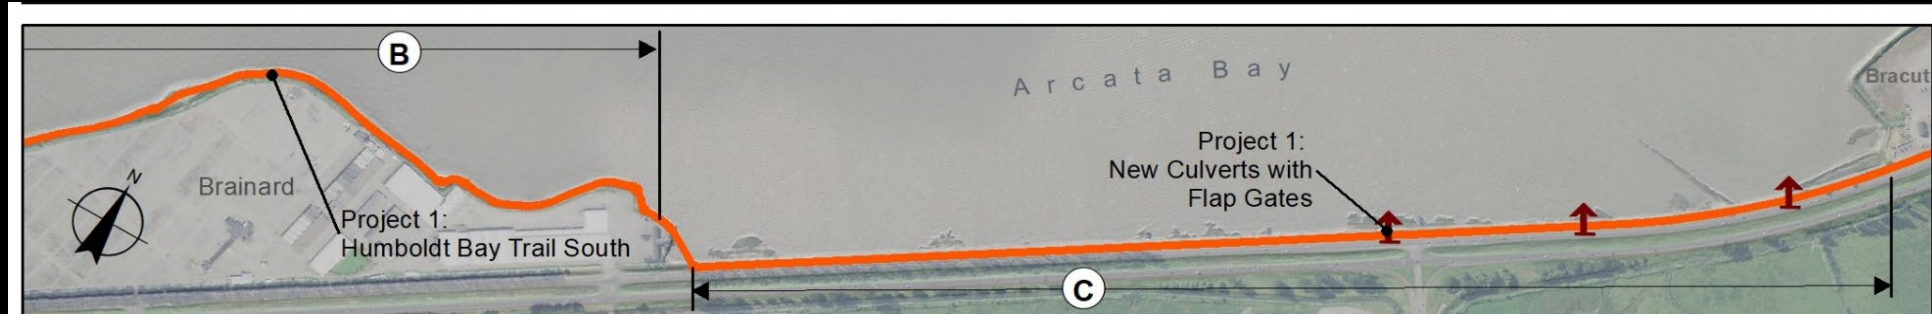 B
Arcata Bay
Bracut
Project 1:
New Culverts with
Flap Gates
N
Brainard
Project 1:
Humboldt Bay Trail South
C